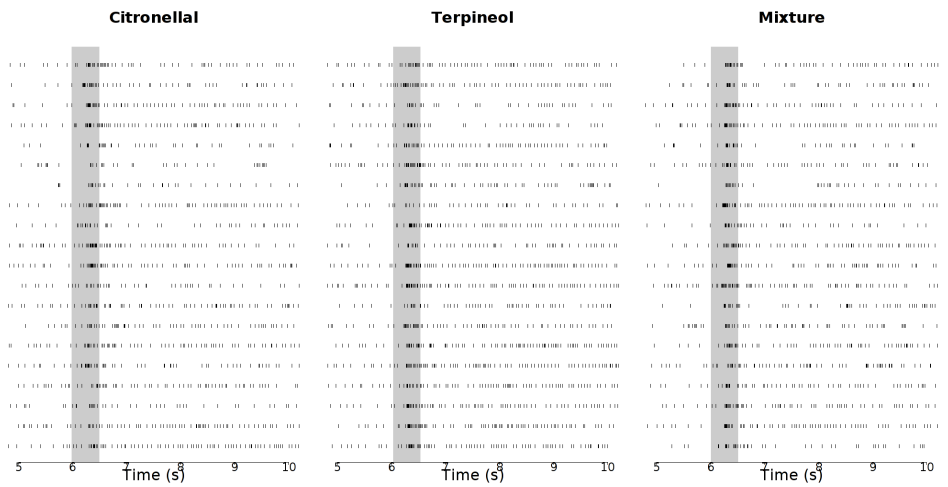 Citronellal Terpineol Mixture
5 6 7 8 9 10 5 6 7 8 9 10 5 6 7 8 9 10
Time (s) Time (s) Time (s)